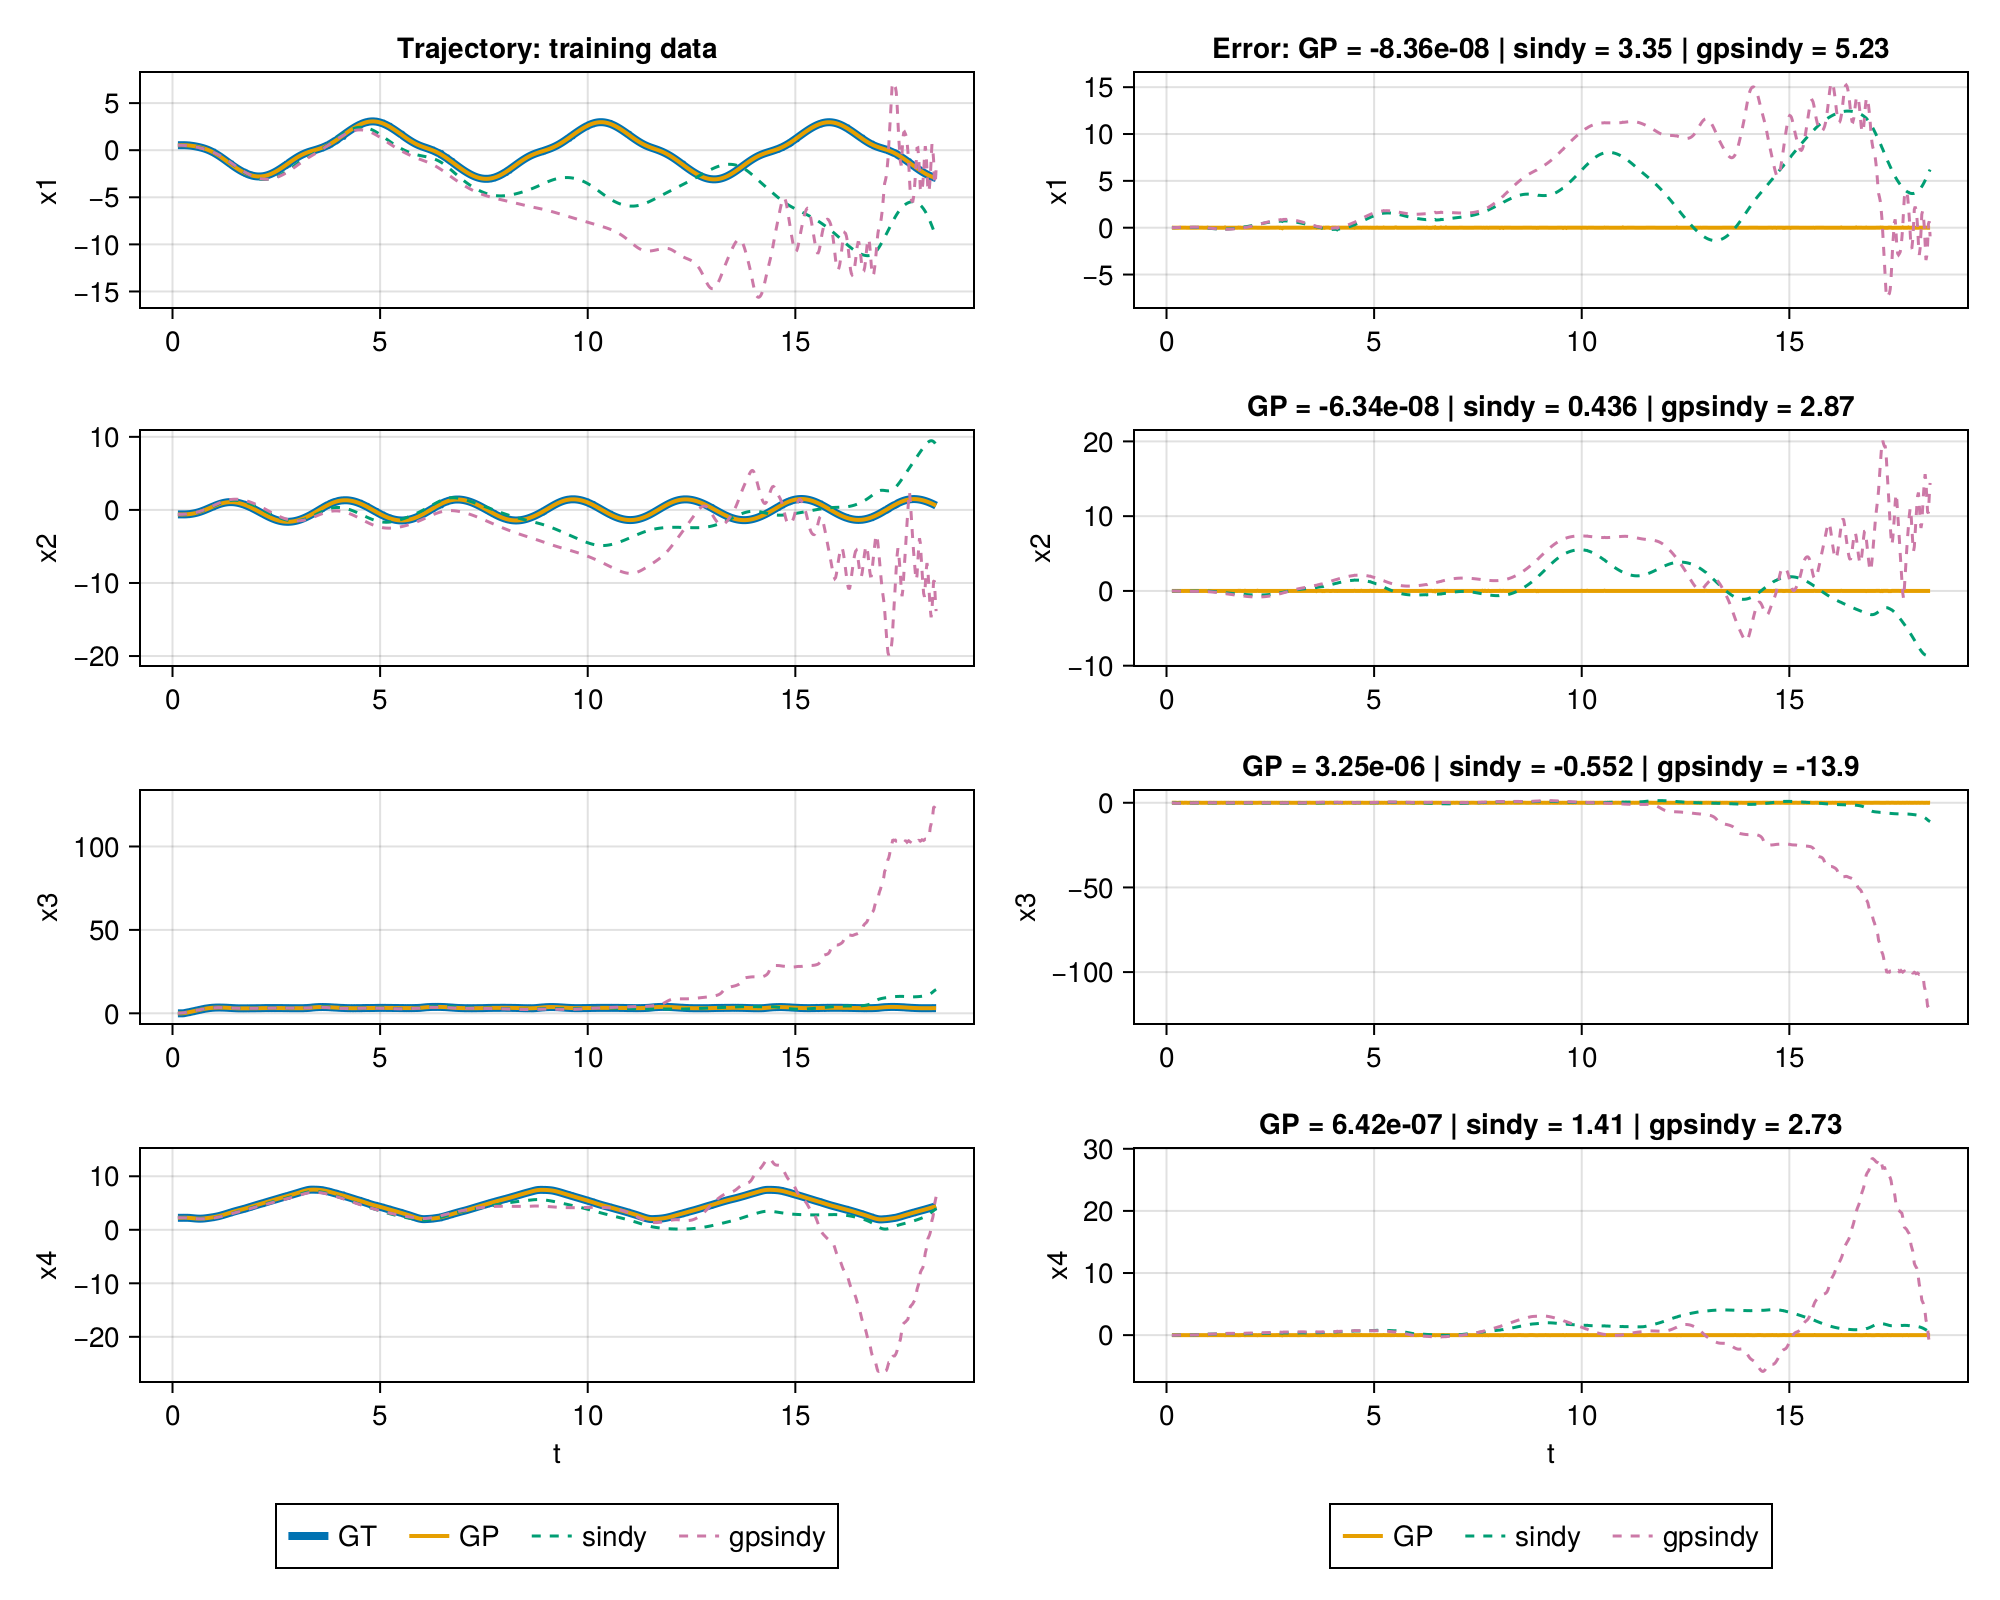 Trajectory: training data
5
0
−5
−10
−15
x1
0 5 10 15
Error: GP = -8.36e-08 | sindy = 3.35 | gpsindy = 5.23
15
10
5
0
−5
x1
0 5 10 15
10
0
−10
−20
x2
0 5 10 15
GP = -6.34e-08 | sindy = 0.436 | gpsindy = 2.87
20
10
0
−10
x2
0 5 10 15
100
50
0
x3
0 5 10 15
GP = 3.25e-06 | sindy = -0.552 | gpsindy = -13.9
0
−50
−100
x3
0 5 10 15
10
0
−10
−20
x4
0 5 10 15
t
GP = 6.42e-07 | sindy = 1.41 | gpsindy = 2.73
30
20
10
0
x4
0 5 10 15
t
GT GP sindy gpsindy
GP sindy gpsindy